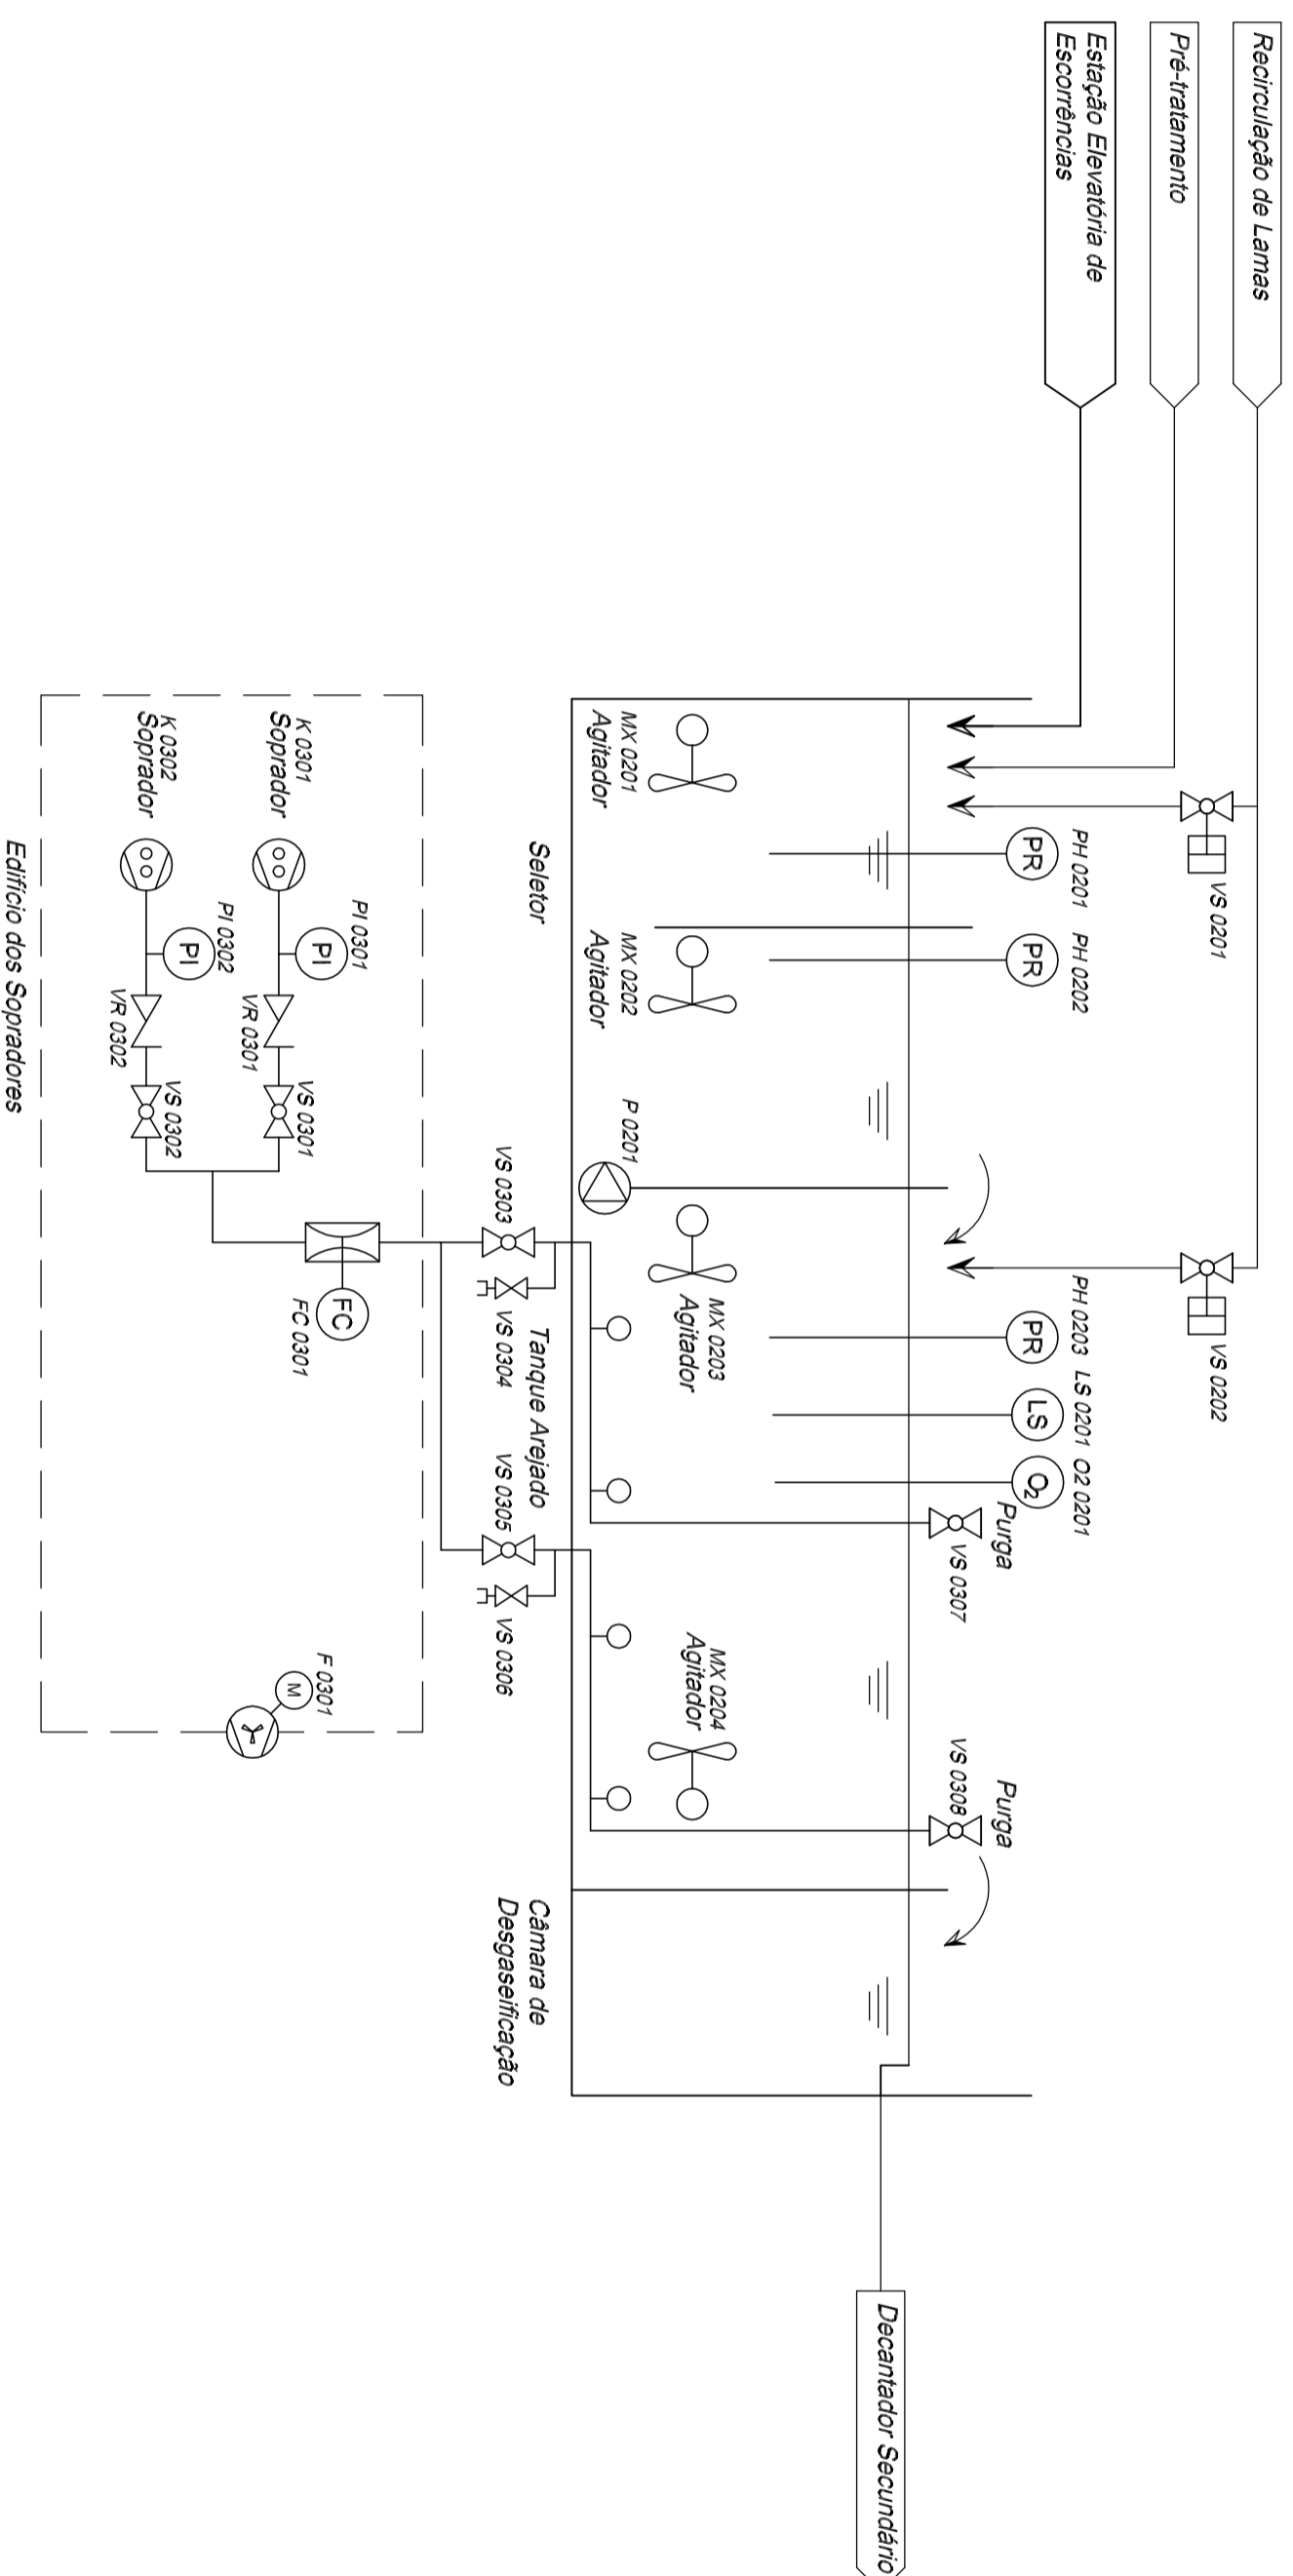 Recirculação de Lamas
Pré-tratamento
Estação Elevatória de
Escorrências
VS 0201
VS 0202
PH 0201
PR
PH 0202
PR
PH 0203
PR
LS 0201
LS
O2 0201
O2
Purga
VS 0307
Purga
VS 0308
MX 0201
Agitador
MX 0202
Agitador
P 0201
MX 0203
Agitador
MX 0204
Agitador
Seletor
Tanque Arejado
Câmara de
Desgaseificação
Decantador Secundário
VS 0303
VS 0304
VS 0305
VS 0306
K 0301
Soprador
PI 0301
PI
VR 0301
VS 0301
FC
FC 0301
F 0301
M
K 0302
Soprador
PI 0302
PI
VR 0302
VS 0302
Edifício dos Sopradores